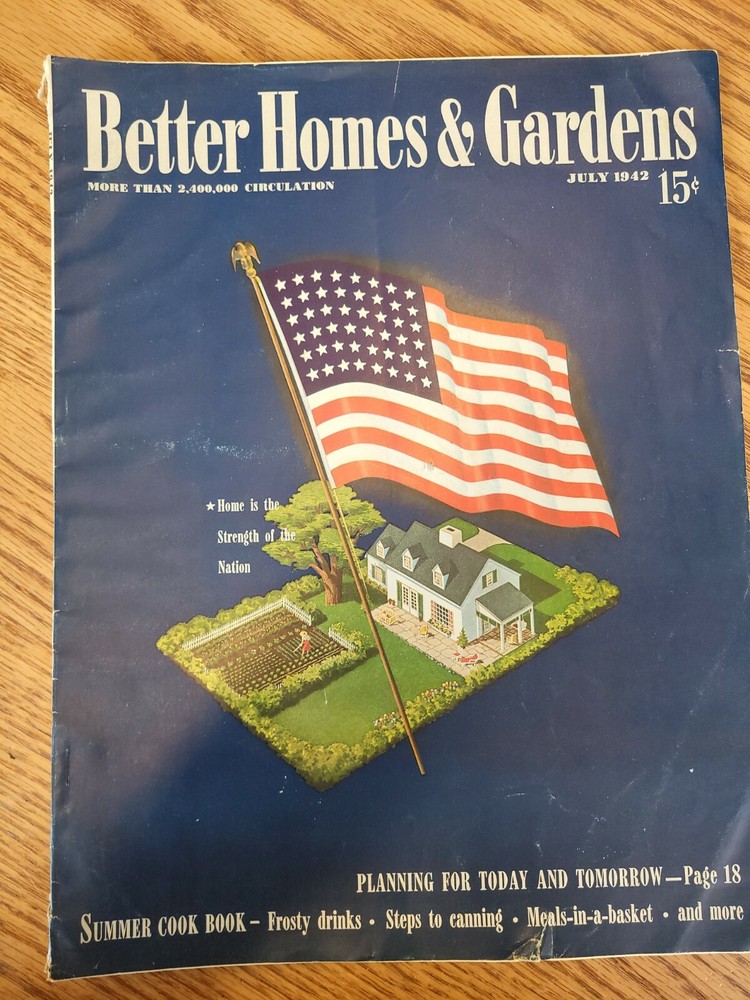 Better Homes & Gardens
MORE THAN 2,400,000 CIRCULATION
JULY 1942 15¢
★ Home is the
Strength of the
Nation
PLANNING FOR TODAY AND TOMORROW—Page 18
SUMMER COOK BOOK – Frosty drinks • Steps to canning • Meals-in-a-basket • and more